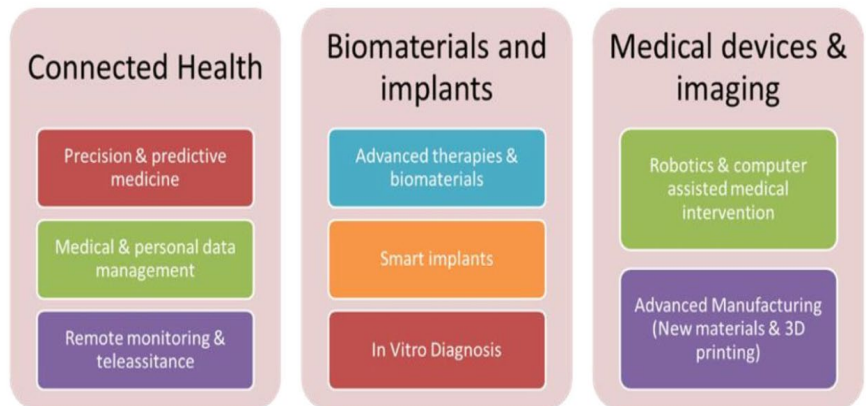 Connected Health
Precision & predictive
medicine
Medical & personal data
management
Remote monitoring &
teleassitance
Biomaterials and
implants
Advanced therapies &
biomaterials
Smart implants
In Vitro Diagnosis
Medical devices &
imaging
Robotics & computer
assisted medical
intervention
Advanced Manufacturing
(New materials & 3D
printing)